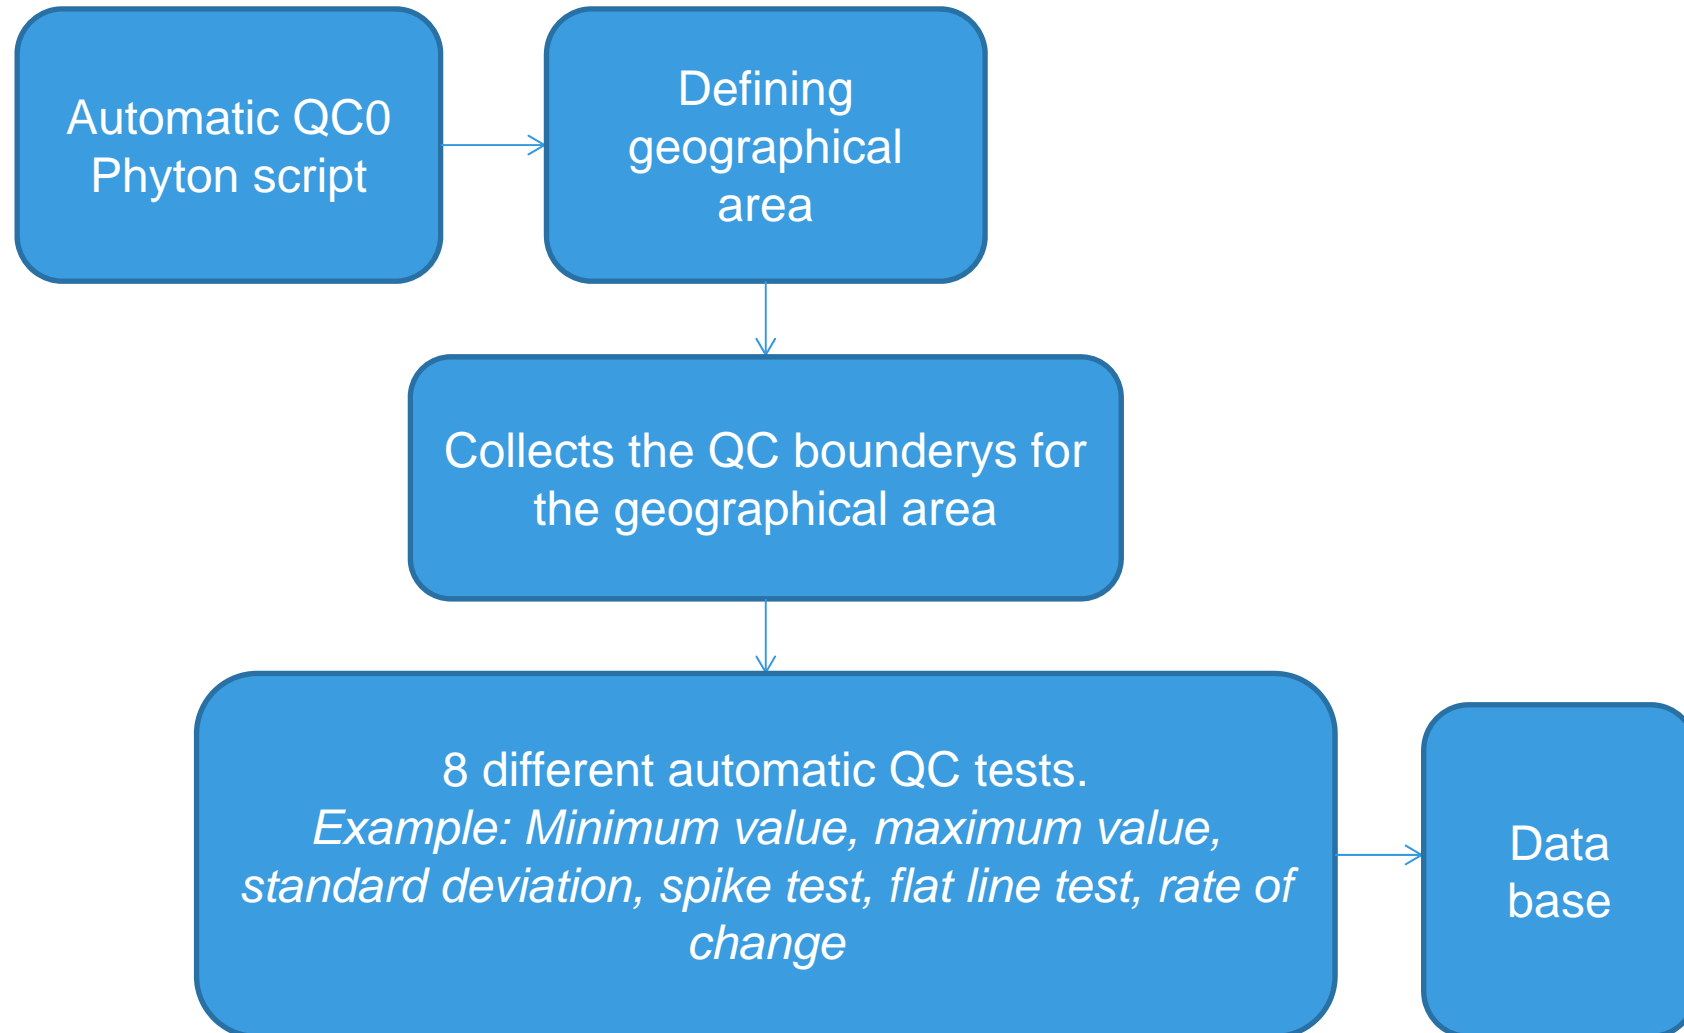 Automatic QC0
Phyton script
Defining
geographical
area
Collects the QC bounderys for
the geographical area
8 different automatic QC tests.
Example: Minimum value, maximum value,
standard deviation, spike test, flat line test, rate of
change
Data
base